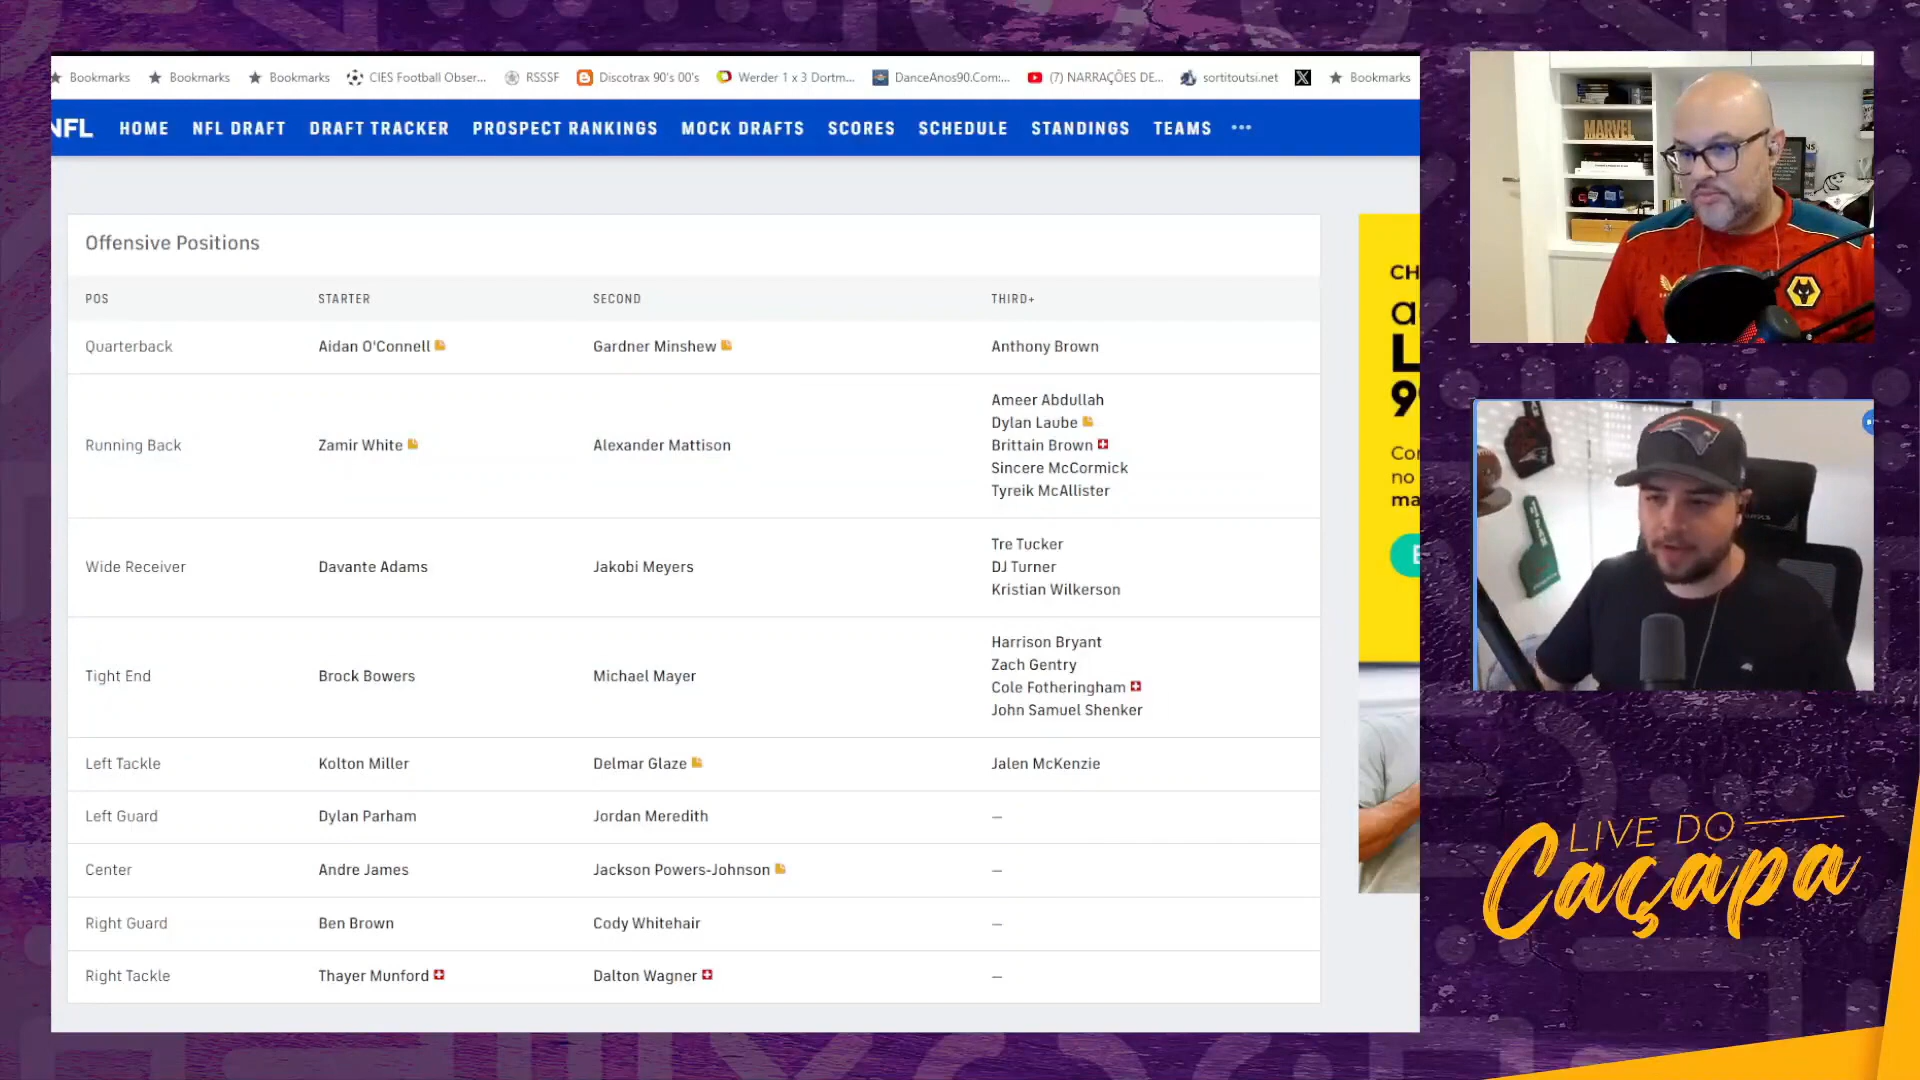 Bookmarks Bookmarks Bookmarks CIES Football Obser... RSSSF Discotrax 90's 00's Werder 1 x 3 Dortm... DanceAnos90.Com:... (7) NARRAÇÕES DE... sortitoutsi.net X Bookmarks
NFL HOME NFL DRAFT DRAFT TRACKER PROSPECT RANKINGS MOCK DRAFTS SCORES SCHEDULE STANDINGS TEAMS •••
Offensive Positions
POS STARTER SECOND THIRD+
Quarterback Aidan O'Connell Gardner Minshew Anthony Brown
Running Back Zamir White Alexander Mattison
Ameer Abdullah
Dylan Laube
Brittain Brown
Sincere McCormick
Tyreik McAllister
Wide Receiver Davante Adams Jakobi Meyers
Tre Tucker
DJ Turner
Kristian Wilkerson
Tight End Brock Bowers Michael Mayer
Harrison Bryant
Zach Gentry
Cole Fotheringham
John Samuel Shenker
Left Tackle Kolton Miller Delmar Glaze Jalen McKenzie
Left Guard Dylan Parham Jordan Meredith —
Center Andre James Jackson Powers-Johnson —
Right Guard Ben Brown Cody Whitehair —
Right Tackle Thayer Munford Dalton Wagner —
CH
a
L
9
Co
no
ma
MARVEL
LIVE DO
Caçapa